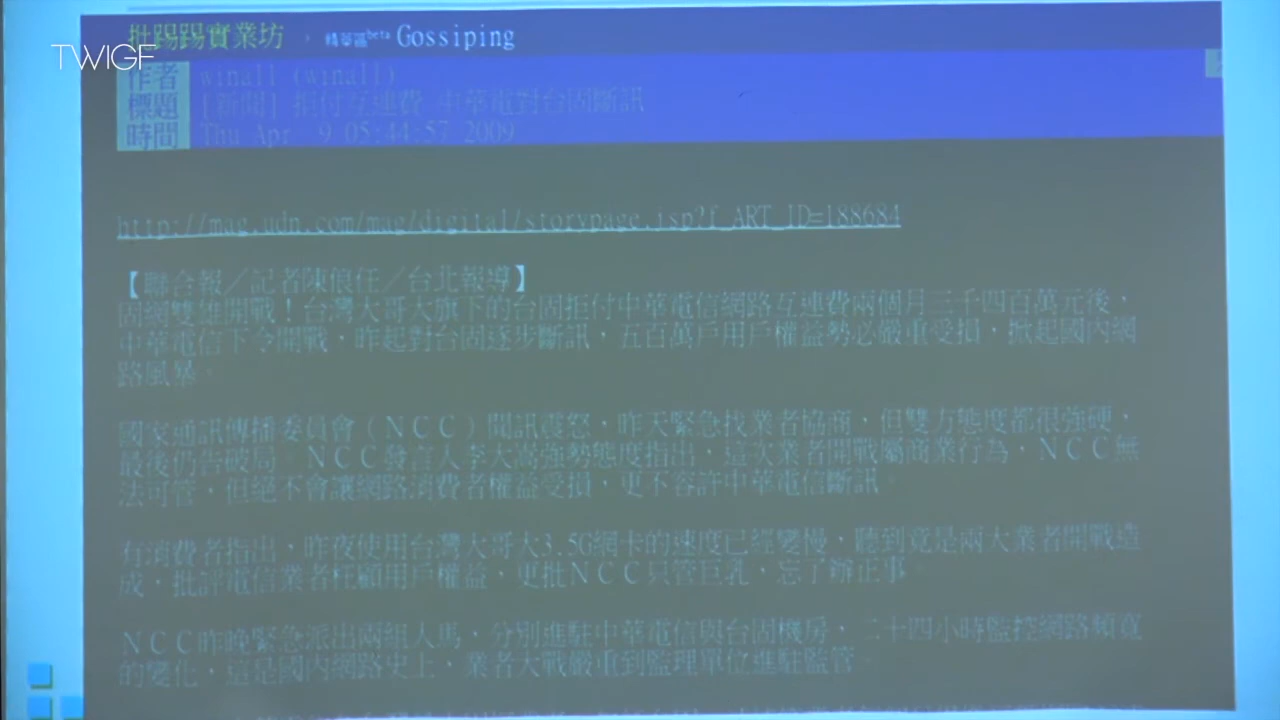 TWIGF
批踢踢實業坊 › 精華區beta Gossiping
作者 winall (winall)
標題 [新聞] 拒付互連費 中華電對台固斷訊
時間 Thu Apr 9 05:44:57 2009
http://mag.udn.com/mag/digital/storypage.jsp?f_ART_ID=188684
【聯合報／記者陳俍任／台北報導】
固網雙雄開戰！台灣大哥大旗下的台固拒付中華電信網路互連費兩個月三千四百萬元後，
中華電信下令開戰，昨起對台固逐步斷訊，五百萬戶用戶權益勢必嚴重受損，掀起國內網
路風暴。
國家通訊傳播委員會（ＮＣＣ）聞訊震怒，昨天緊急找業者協商，但雙方態度都很強硬，
最後仍告破局。ＮＣＣ發言人李大嵩強勢態度指出，這次業者開戰屬商業行為，ＮＣＣ無
法可管，但絕不會讓網路消費者權益受損，更不容許中華電信斷訊。
有消費者指出，昨夜使用台灣大哥大3.5G網卡的速度已經變慢，聽到竟是兩大業者開戰造
成，批評電信業者枉顧用戶權益，更批ＮＣＣ只管巨乳，忘了辦正事。
ＮＣＣ昨晚緊急派出兩組人馬，分別進駐中華電信與台固機房，二十四小時監控網路頻寬
的變化，這是國內網路史上，業者大戰嚴重到監理單位進駐監管。